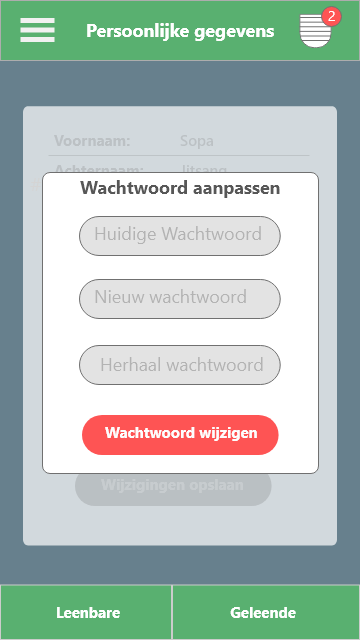 Persoonlijke gegevens
2
Voornaam: Sopa
Achternaam: Jitsang
Wachtwoord aanpassen
Huidige Wachtwoord
Nieuw wachtwoord
Herhaal wachtwoord
Wachtwoord wijzigen
Wijzigingen opslaan
Leenbare
Geleende